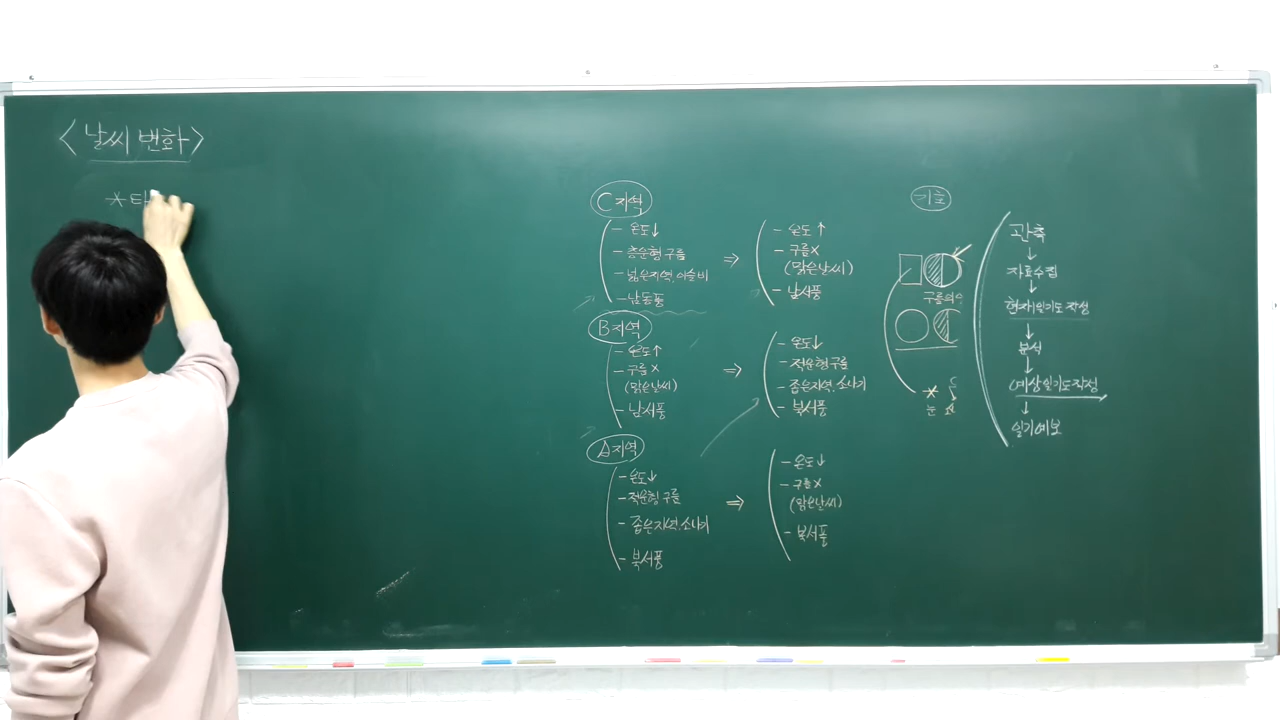 <날씨 변화>
*
C지역
- 온도↓
- 층운형 구름
- 넓은지역, 이슬비
- 남동풍
⇒
- 온도↑
- 구름×
(맑은날씨)
- 남서풍
B지역
- 온도↑
- 구름×
(맑은날씨)
- 남서풍
⇒
- 온도↓
- 적운형구름
- 좁은지역, 소나기
- 북서풍
A지역
- 온도↓
- 적운형 구름
- 좁은지역, 소나기
- 북서풍
⇒
- 온도↓
- 구름×
(맑은날씨)
- 북서풍
기호
구름의
눈
관측
↓
자료수집
↓
현재일기도 작성
↓
분석
↓
예상일기도작성
↓
일기예보